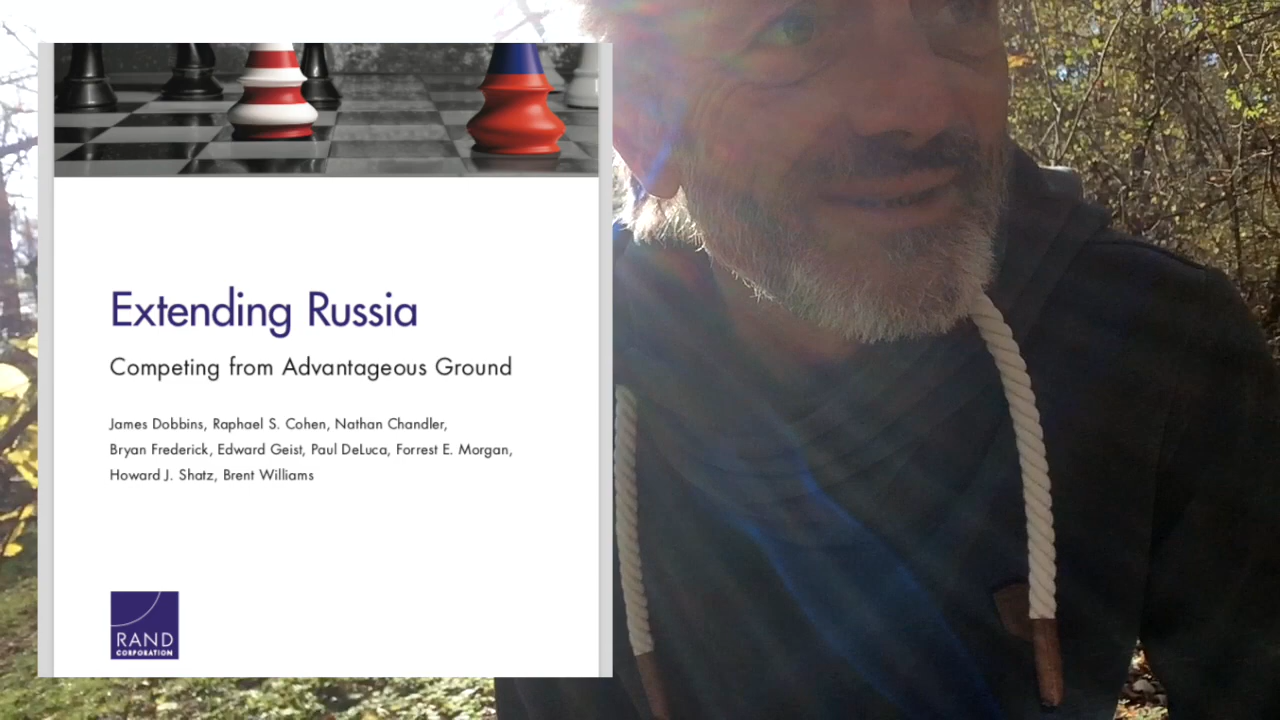 Extending Russia
Competing from Advantageous Ground
James Dobbins, Raphael S. Cohen, Nathan Chandler,
Bryan Frederick, Edward Geist, Paul DeLuca, Forrest E. Morgan,
Howard J. Shatz, Brent Williams
RAND
CORPORATION